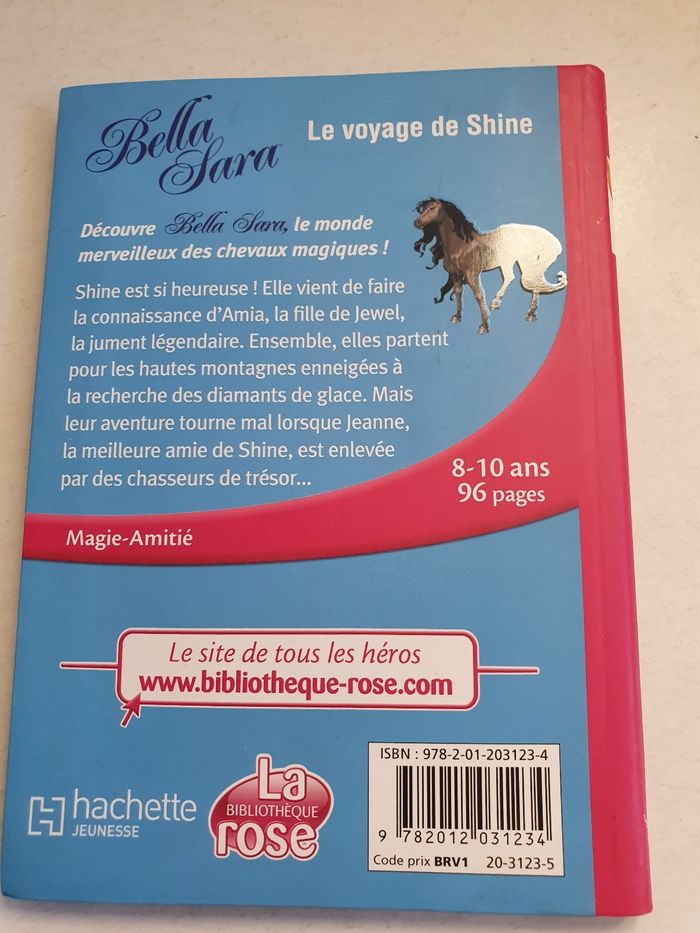 Bella Sara
Le voyage de Shine
Découvre Bella Sara, le monde
merveilleux des chevaux magiques !
Shine est si heureuse ! Elle vient de faire
la connaissance d'Amia, la fille de Jewel,
la jument légendaire. Ensemble, elles partent
pour les hautes montagnes enneigées à
la recherche des diamants de glace. Mais
leur aventure tourne mal lorsque Jeanne,
la meilleure amie de Shine, est enlevée
par des chasseurs de trésor...
8-10 ans
96 pages
Magie-Amitié
Le site de tous les héros
www.bibliotheque-rose.com
hachette
JEUNESSE
La
BIBLIOTHÈQUE
rose
ISBN : 978-2-01-203123-4
9 782012 031234
Code prix BRV1 20-3123-5